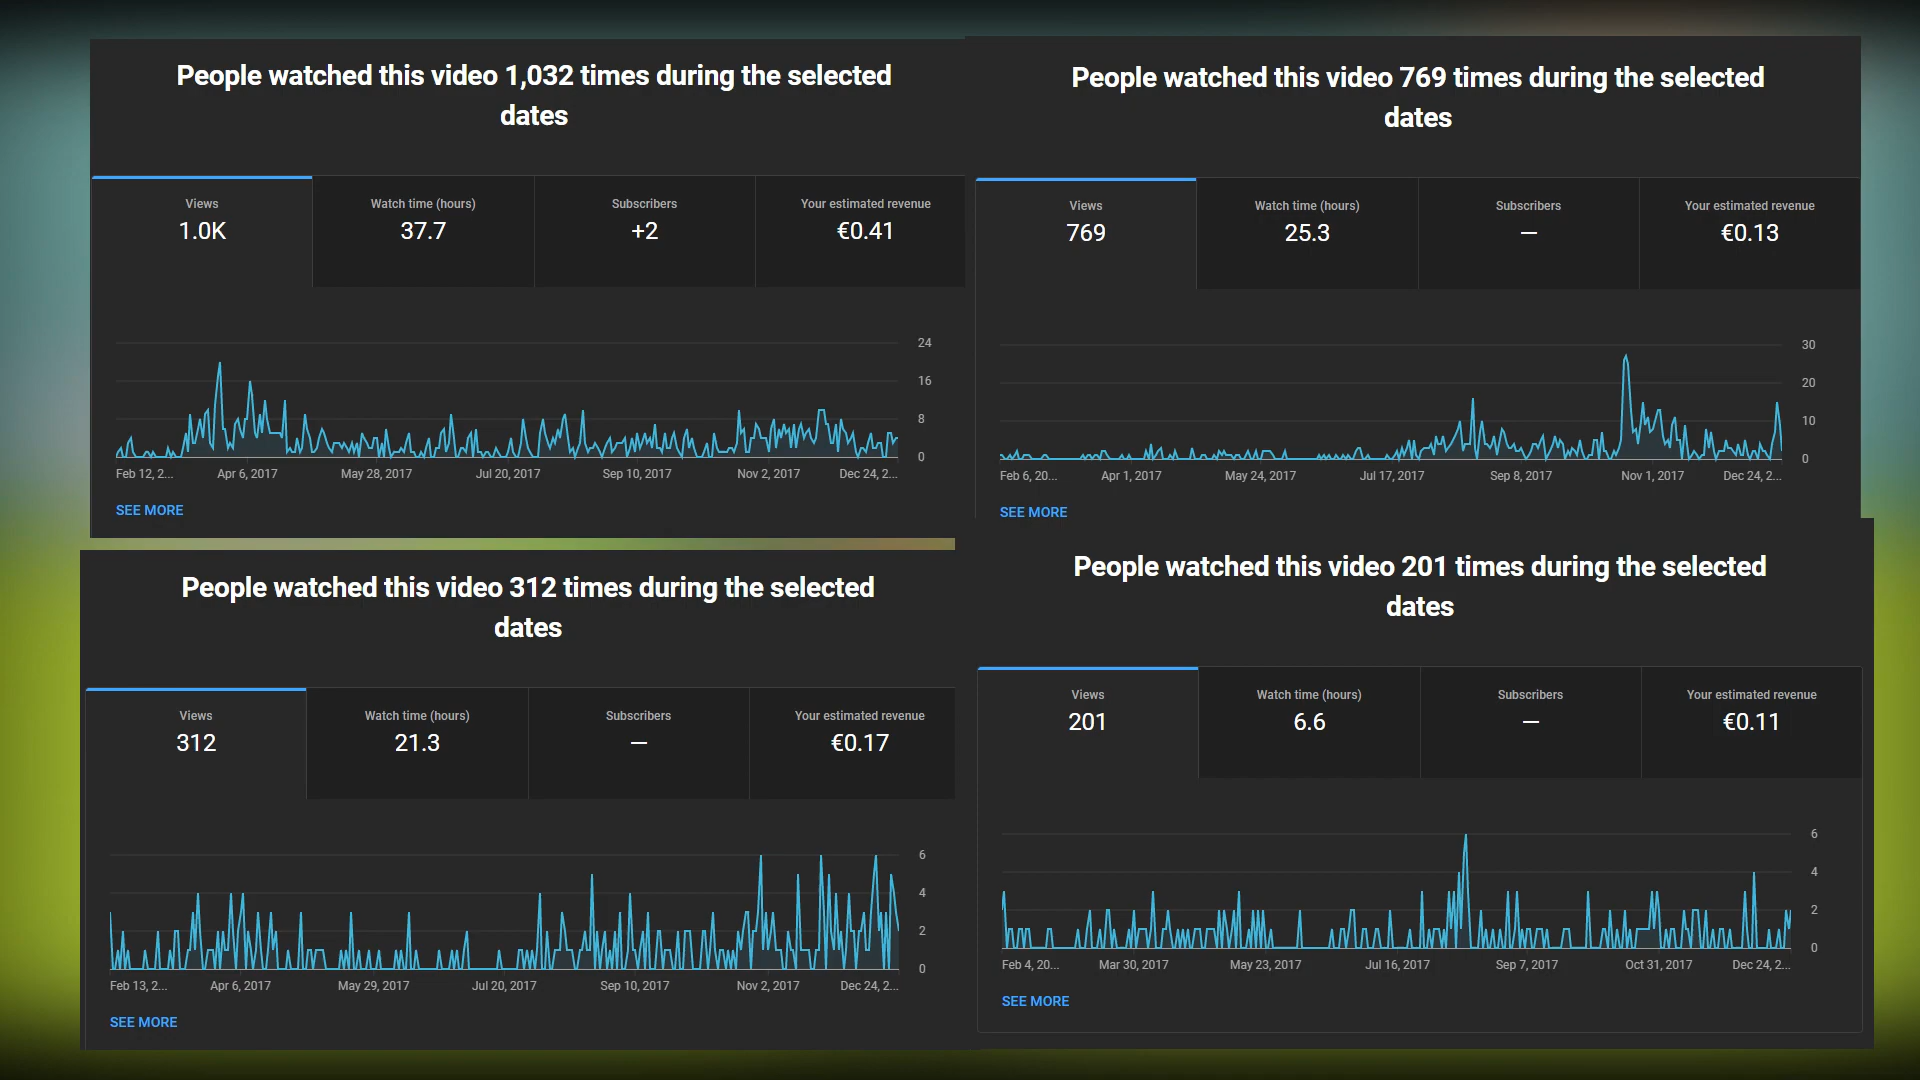 People watched this video 1,032 times during the selected
dates
Views
1.0K
Watch time (hours)
37.7
Subscribers
+2
Your estimated revenue
€0.41
24
16
8
0
Feb 12, 2...
Apr 6, 2017
May 28, 2017
Jul 20, 2017
Sep 10, 2017
Nov 2, 2017
Dec 24, 2...
SEE MORE
People watched this video 769 times during the selected
dates
Views
769
Watch time (hours)
25.3
Subscribers
—
Your estimated revenue
€0.13
30
20
10
0
Feb 6, 20...
Apr 1, 2017
May 24, 2017
Jul 17, 2017
Sep 8, 2017
Nov 1, 2017
Dec 24, 2...
SEE MORE
People watched this video 312 times during the selected
dates
Views
312
Watch time (hours)
21.3
Subscribers
—
Your estimated revenue
€0.17
6
4
2
0
Feb 13, 2...
Apr 6, 2017
May 29, 2017
Jul 20, 2017
Sep 10, 2017
Nov 2, 2017
Dec 24, 2...
SEE MORE
People watched this video 201 times during the selected
dates
Views
201
Watch time (hours)
6.6
Subscribers
—
Your estimated revenue
€0.11
6
4
2
0
Feb 4, 20...
Mar 30, 2017
May 23, 2017
Jul 16, 2017
Sep 7, 2017
Oct 31, 2017
Dec 24, 2...
SEE MORE